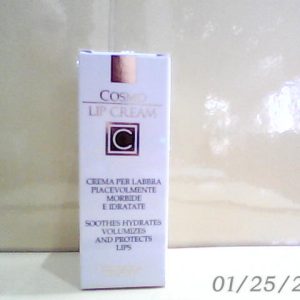 COSMO
LIP CREAM
C
CREMA PER LABBRA
PIACEVOLMENTE
MORBIDE
E IDRATATE
SOOTHES HYDRATES
VOLUMIZES
AND PROTECTS
LIPS
01/25/2